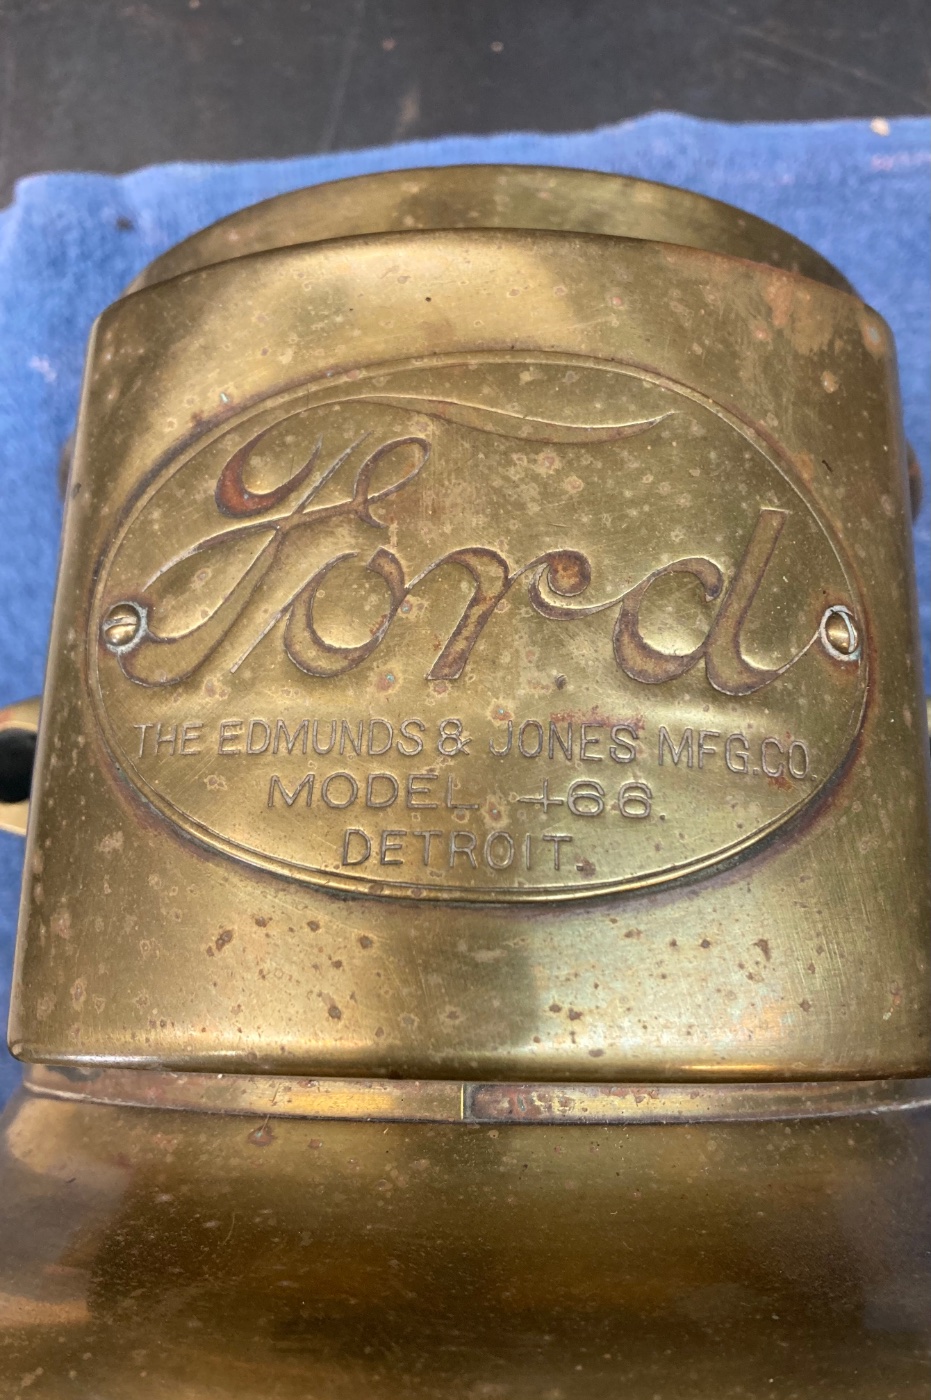 Ford
THE EDMUNDS & JONES MFG.CO.
MODEL +66.
DETROIT.